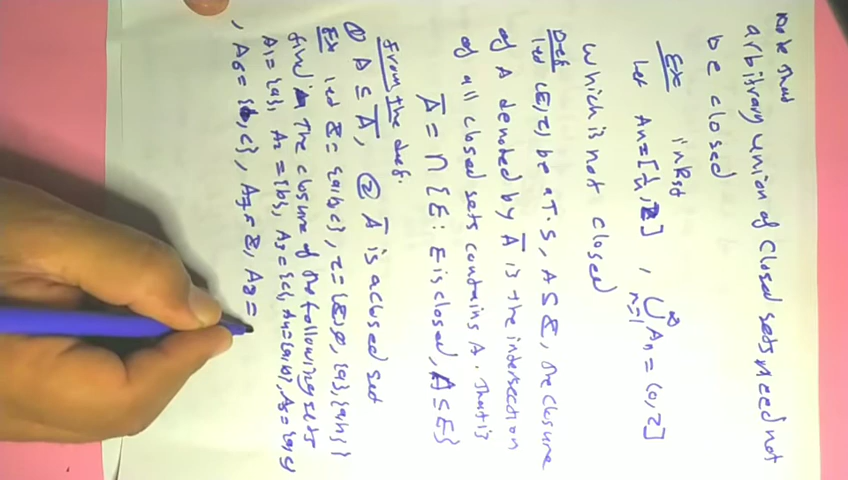 Note that
arbitrary union of closed sets need not
be closed
Ex in Rst
let An = [1/n, 2] , ⋃_{n=1}^∞ An = (0, 2]
which is not closed
Def let (X, τ) be a T.S, A ⊆ X, the closure
of A denoted by A̅ is the intersection
of all closed sets contains A. that is
A̅ = ∩ {E : E is closed, A ⊆ E}
from the def.
① A ⊆ A̅ , ② A̅ is a closed set
Ex let X = {a,b,c}, τ = {X, φ, {a}, {a,b}}
find the closure of the following sets
A1 = {a}, A2 = {b}, A3 = {c}, A4 = {a,b}, A5 = {a,c}
, A6 = {b,c}, A7 = X, A8 =